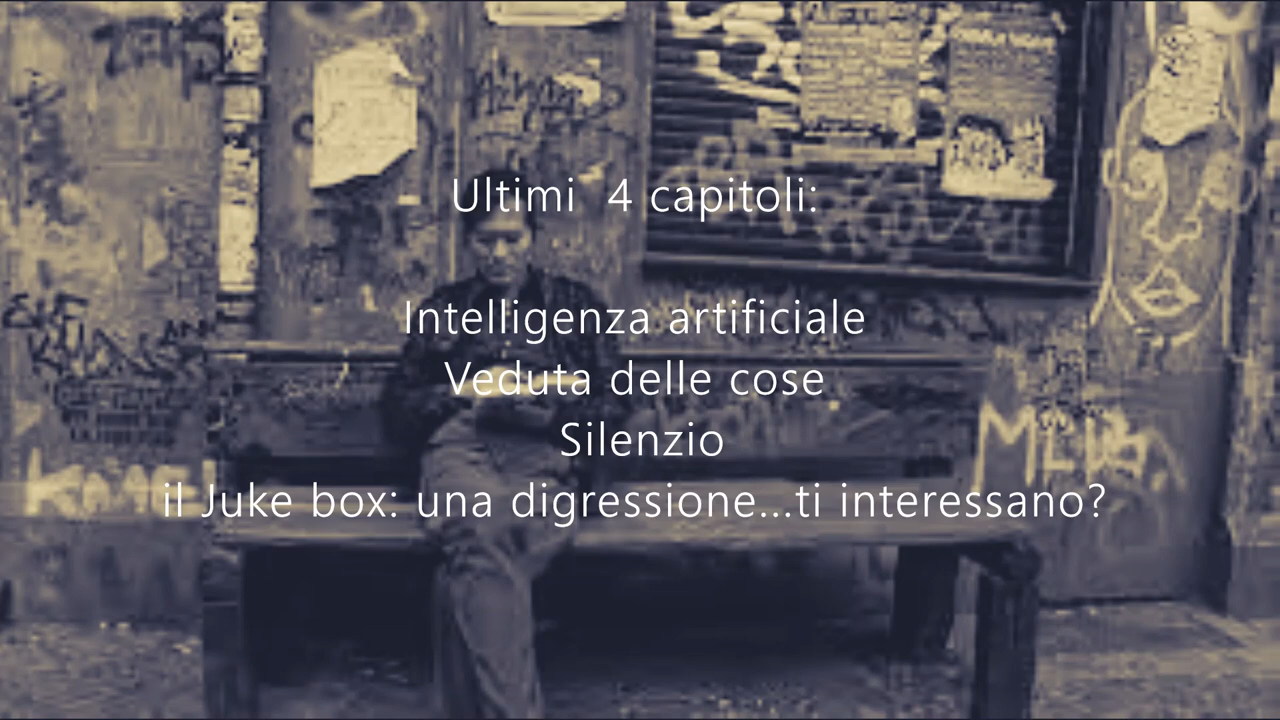 Ultimi 4 capitoli:
Intelligenza artificiale
Veduta delle cose
Silenzio
il Juke box: una digressione...ti interessano?